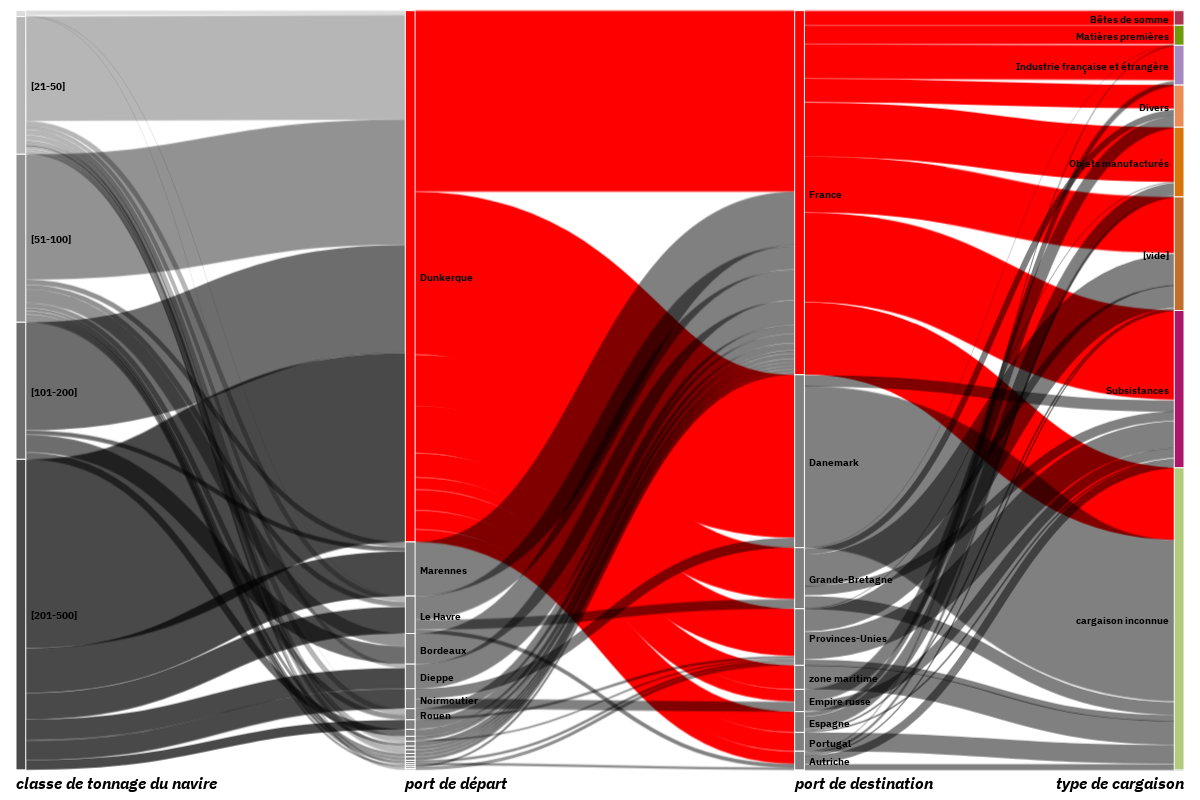 [21-50]
[51-100]
[101-200]
[201-500]
Dunkerque
Marennes
Le Havre
Bordeaux
Dieppe
Noirmoutier
Rouen
France
Danemark
Grande-Bretagne
Provinces-Unies
zone maritime
Empire russe
Espagne
Portugal
Autriche
Bêtes de somme
Matières premières
Industrie française et étrangère
Divers
Objets manufacturés
[vide]
Subsistances
cargaison inconnue
classe de tonnage du navire
port de départ
port de destination
type de cargaison